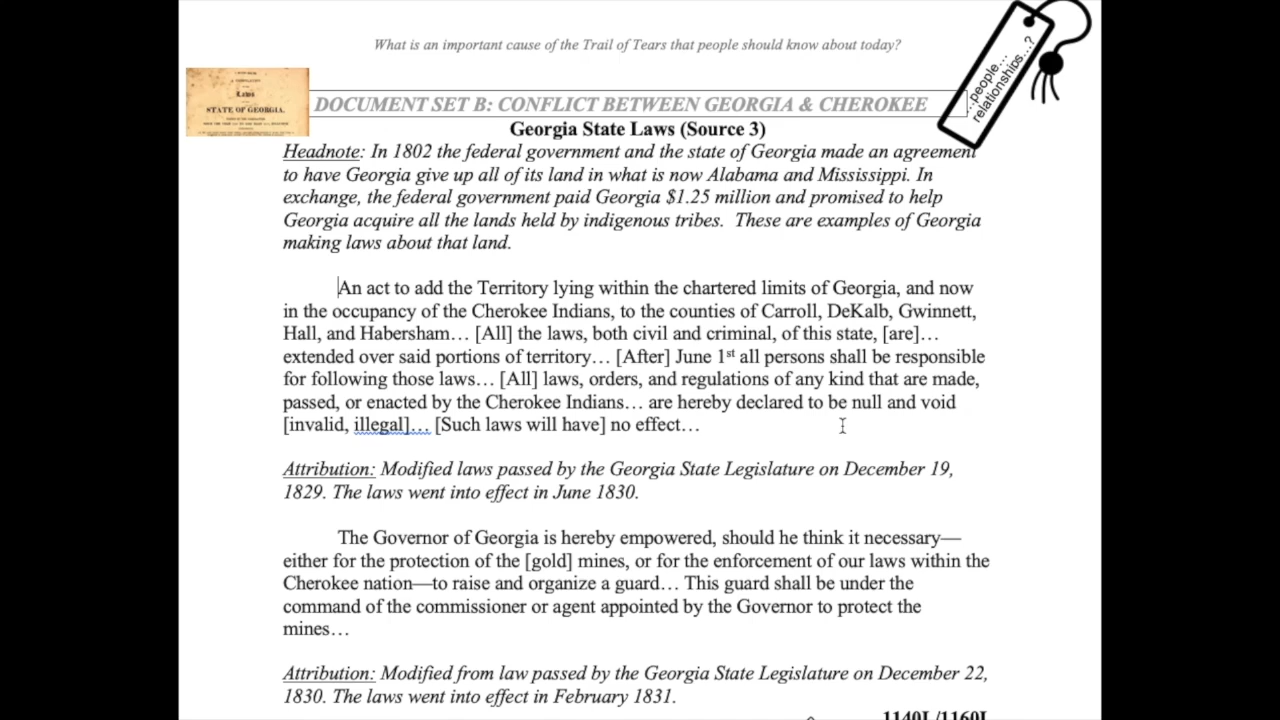 What is an important cause of the Trail of Tears that people should know about today?
...people...
relationships...?
Laws
STATE OF GEORGIA.
DOCUMENT SET B: CONFLICT BETWEEN GEORGIA & CHEROKEE
Georgia State Laws (Source 3)
Headnote: In 1802 the federal government and the state of Georgia made an agreement
to have Georgia give up all of its land in what is now Alabama and Mississippi. In
exchange, the federal government paid Georgia $1.25 million and promised to help
Georgia acquire all the lands held by indigenous tribes.  These are examples of Georgia
making laws about that land.
An act to add the Territory lying within the chartered limits of Georgia, and now
in the occupancy of the Cherokee Indians, to the counties of Carroll, DeKalb, Gwinnett,
Hall, and Habersham… [All] the laws, both civil and criminal, of this state, [are]…
extended over said portions of territory… [After] June 1st all persons shall be responsible
for following those laws… [All] laws, orders, and regulations of any kind that are made,
passed, or enacted by the Cherokee Indians… are hereby declared to be null and void
[invalid, illegal]… [Such laws will have] no effect…
Attribution: Modified laws passed by the Georgia State Legislature on December 19,
1829. The laws went into effect in June 1830.
The Governor of Georgia is hereby empowered, should he think it necessary—
either for the protection of the [gold] mines, or for the enforcement of our laws within the
Cherokee nation—to raise and organize a guard… This guard shall be under the
command of the commissioner or agent appointed by the Governor to protect the
mines…
Attribution: Modified from law passed by the Georgia State Legislature on December 22,
1830. The laws went into effect in February 1831.
1140L/1160L